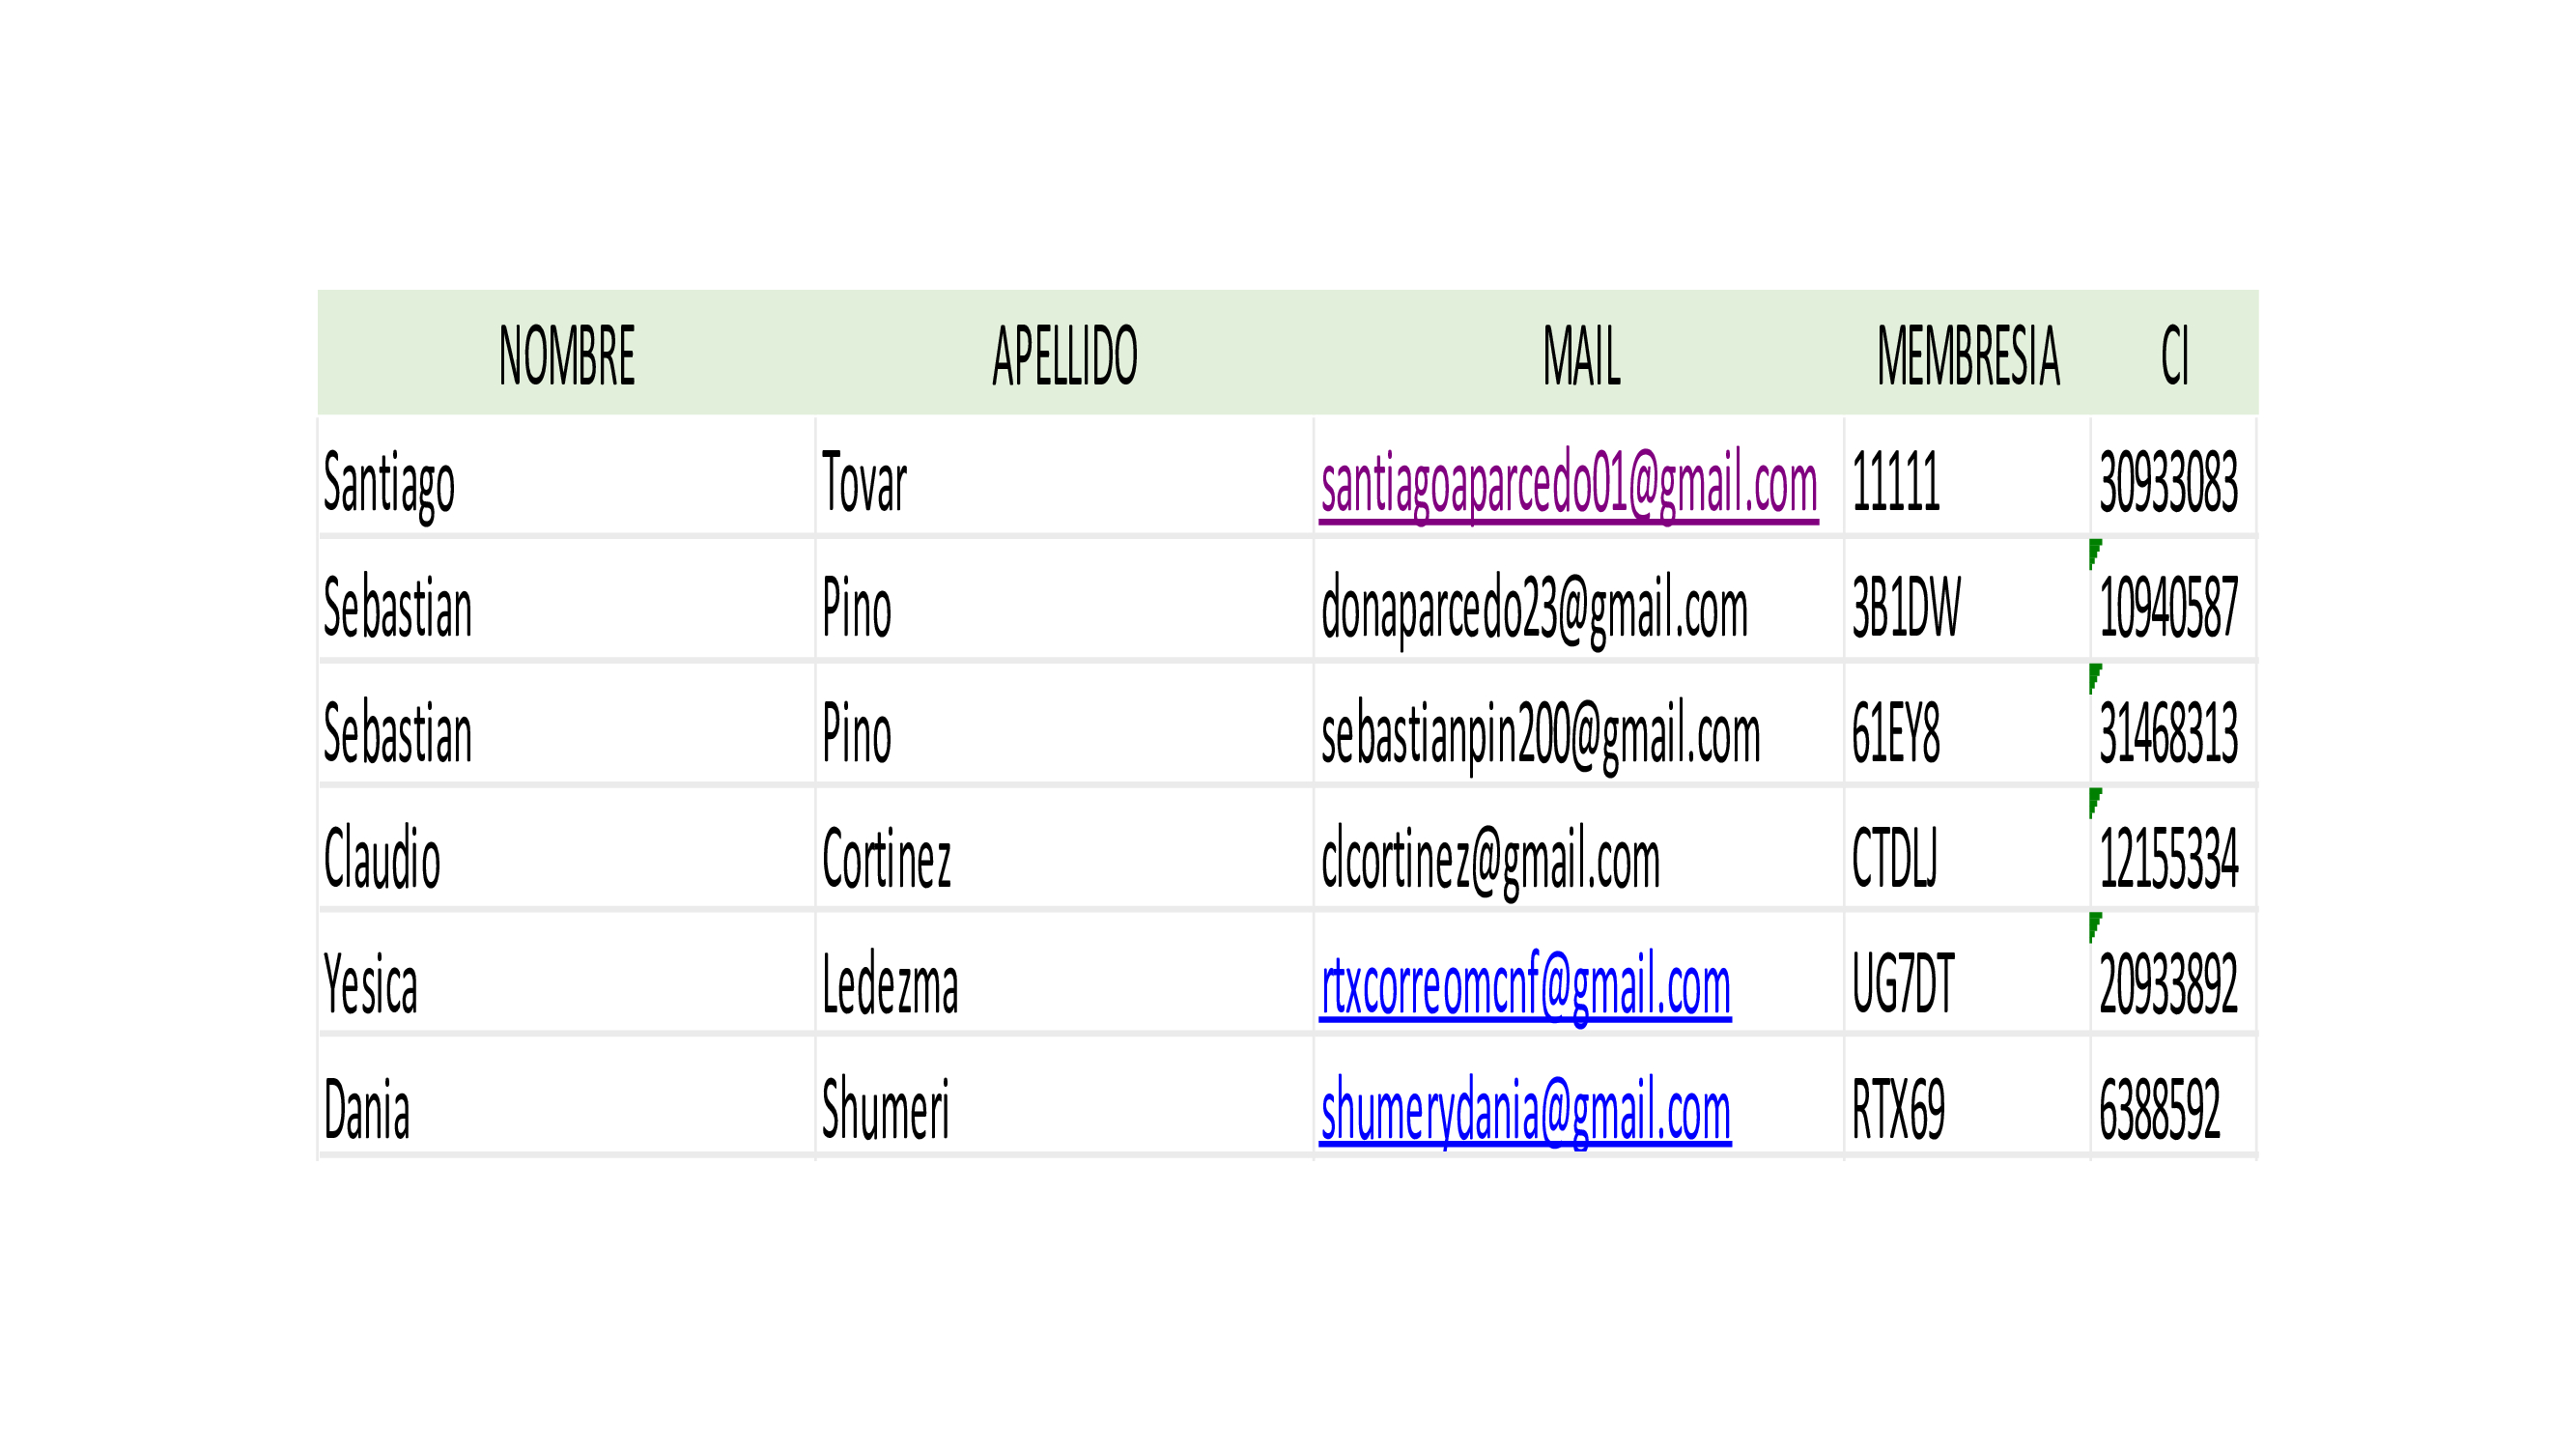 NOMBRE APELLIDO MAIL MEMBRESIA CI
Santiago Tovar santiagoaparcedo01@gmail.com 11111 30933083
Sebastian Pino donaparcedo23@gmail.com 3B1DW 10940587
Sebastian Pino sebastianpin200@gmail.com 61EY8 31468313
Claudio Cortinez clcortinez@gmail.com CTDLJ 12155334
Yesica Ledezma rtxcorreomcnf@gmail.com UG7DT 20933892
Dania Shumeri shumerydania@gmail.com RTX69 6388592